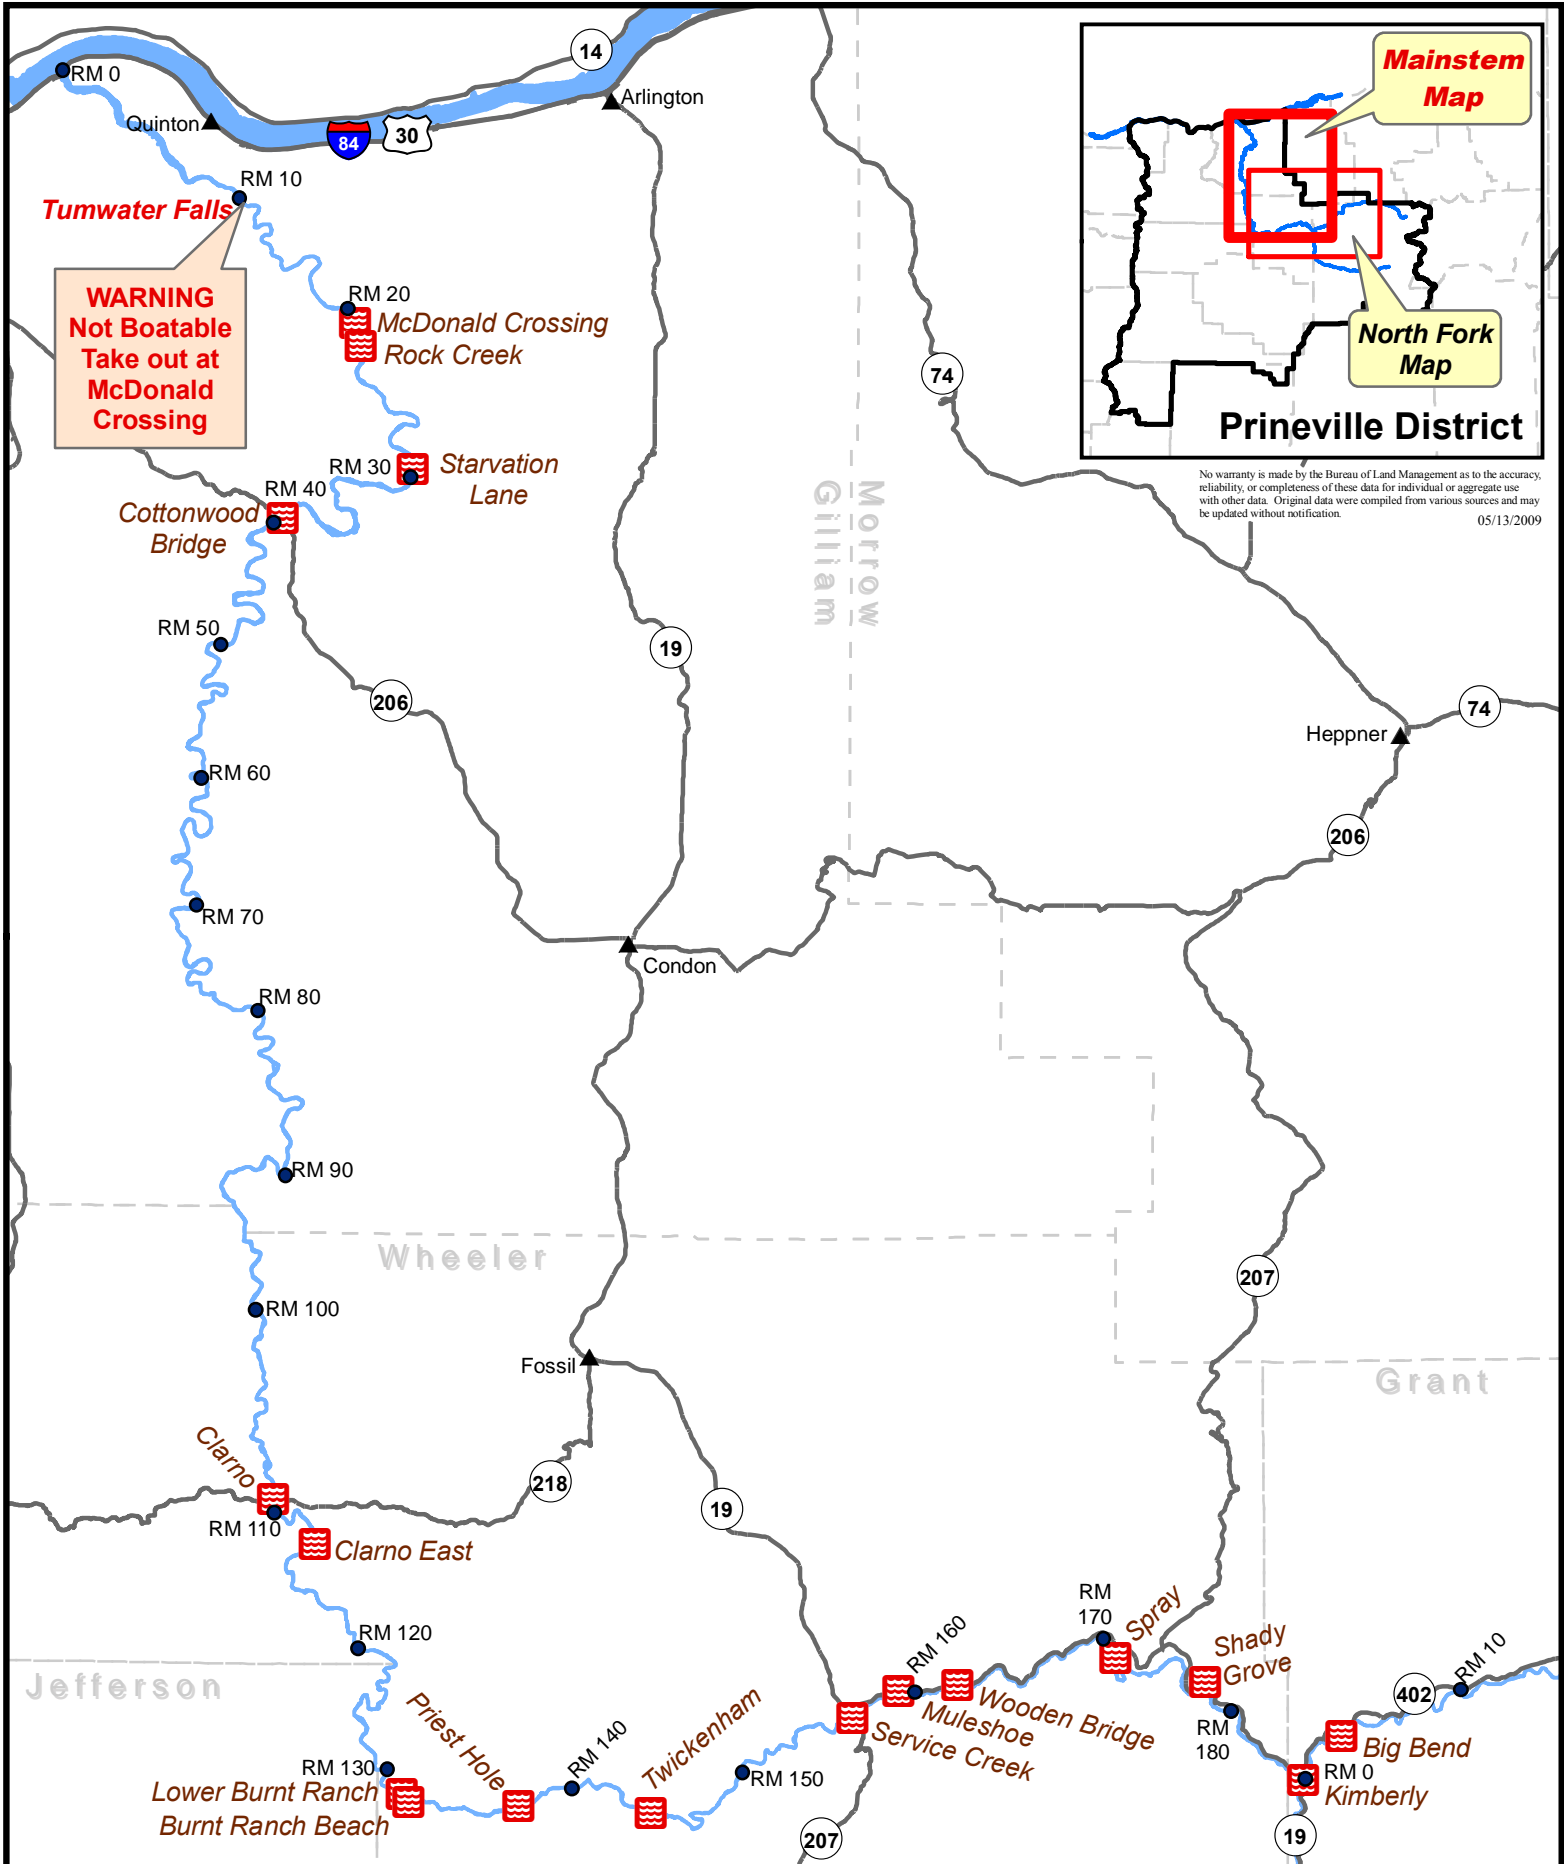 RM 0
14
Arlington
Quinton
84
30
RM 10
Tumwater Falls
WARNING
Not Boatable
Take out at
McDonald
Crossing
RM 20
McDonald Crossing
Rock Creek
RM 30
Starvation
Lane
RM 40
Cottonwood
Bridge
Mainstem
Map
North Fork
Map
Prineville District
No warranty is made by the Bureau of Land Management as to the accuracy,
reliability, or completeness of these data for individual or aggregate use
with other data. Original data were compiled from various sources and may
be updated without notification.
05/13/2009
74
Morrow
Gilliam
RM 50
19
206
74
Heppner
RM 60
206
RM 70
Condon
RM 80
RM 90
Wheeler
207
RM 100
Fossil
Grant
Clarno
218
19
RM 110
Clarno East
RM 120
Jefferson
RM
170
Spray
RM 160
Shady
Grove
RM 10
402
Wooden Bridge
Muleshoe
Service Creek
RM
180
Big Bend
RM 0
Kimberly
Priest Hole
RM 140
Twickenham
RM 150
RM 130
Lower Burnt Ranch
Burnt Ranch Beach
207
19